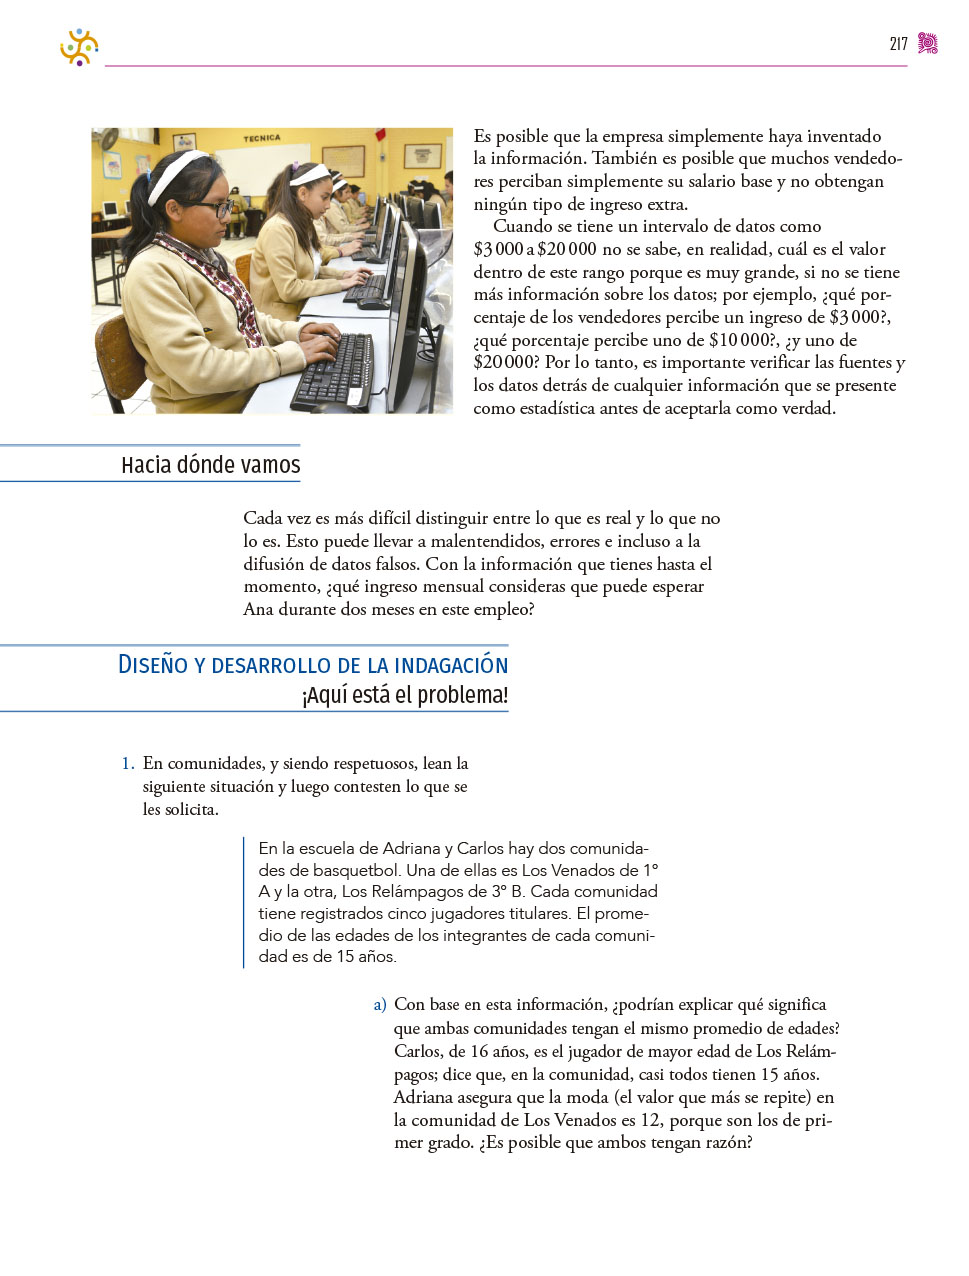 217
TECNICA
Es posible que la empresa simplemente haya inventado
la información. También es posible que muchos vendedo-
res perciban simplemente su salario base y no obtengan
ningún tipo de ingreso extra.
Cuando se tiene un intervalo de datos como
$3 000 a $20 000 no se sabe, en realidad, cuál es el valor
dentro de este rango porque es muy grande, si no se tiene
más información sobre los datos; por ejemplo, ¿qué por-
centaje de los vendedores percibe un ingreso de $3 000?,
¿qué porcentaje percibe uno de $10 000?, ¿y uno de
$20 000? Por lo tanto, es importante verificar las fuentes y
los datos detrás de cualquier información que se presente
como estadística antes de aceptarla como verdad.
Hacia dónde vamos
Cada vez es más difícil distinguir entre lo que es real y lo que no
lo es. Esto puede llevar a malentendidos, errores e incluso a la
difusión de datos falsos. Con la información que tienes hasta el
momento, ¿qué ingreso mensual consideras que puede esperar
Ana durante dos meses en este empleo?
Diseño y desarrollo de la indagación
¡Aquí está el problema!
1. En comunidades, y siendo respetuosos, lean la
siguiente situación y luego contesten lo que se
les solicita.
En la escuela de Adriana y Carlos hay dos comunida-
des de basquetbol. Una de ellas es Los Venados de 1°
A y la otra, Los Relámpagos de 3° B. Cada comunidad
tiene registrados cinco jugadores titulares. El prome-
dio de las edades de los integrantes de cada comuni-
dad es de 15 años.
a) Con base en esta información, ¿podrían explicar qué significa
que ambas comunidades tengan el mismo promedio de edades?
Carlos, de 16 años, es el jugador de mayor edad de Los Relám-
pagos; dice que, en la comunidad, casi todos tienen 15 años.
Adriana asegura que la moda (el valor que más se repite) en
la comunidad de Los Venados es 12, porque son los de pri-
mer grado. ¿Es posible que ambos tengan razón?